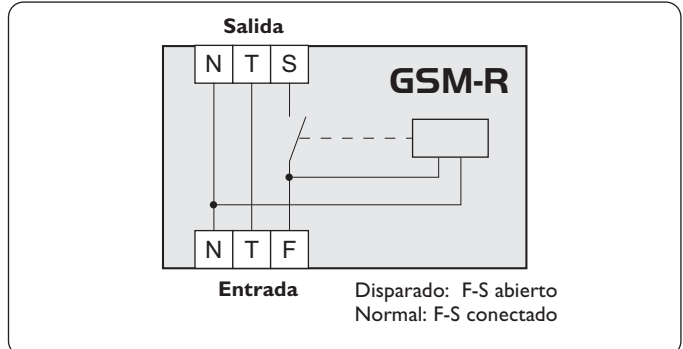 Salida
N T S
GSM-R
N T F
Entrada
Disparado: F-S abierto
Normal: F-S conectado